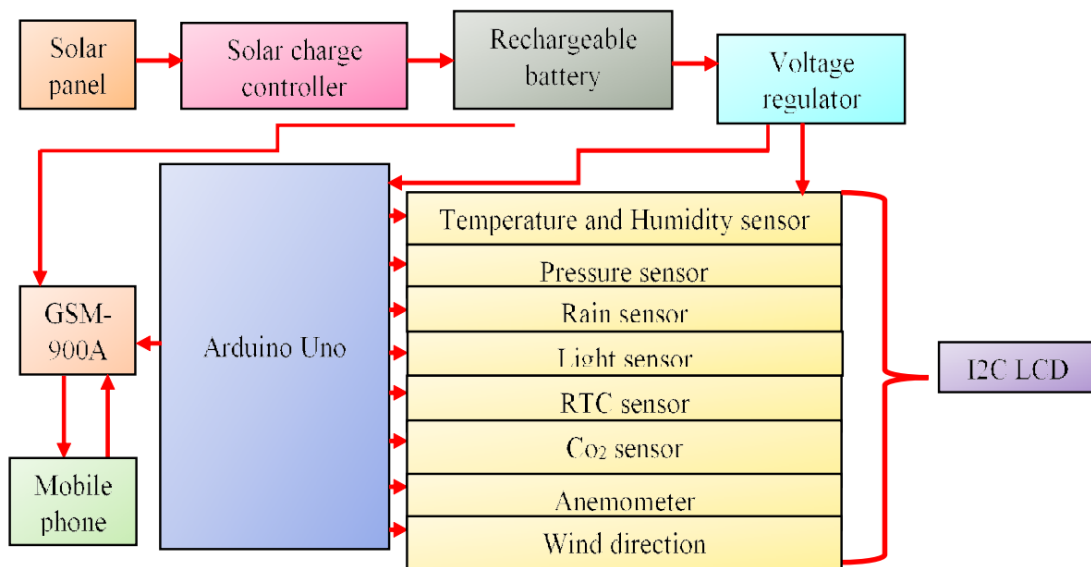 Solar
panel
Solar charge
controller
Rechargeable
battery
Voltage
regulator
GSM-
900A
Mobile
phone
Arduino Uno
Temperature and Humidity sensor
Pressure sensor
Rain sensor
Light sensor
RTC sensor
Co₂ sensor
Anemometer
Wind direction
I2C LCD